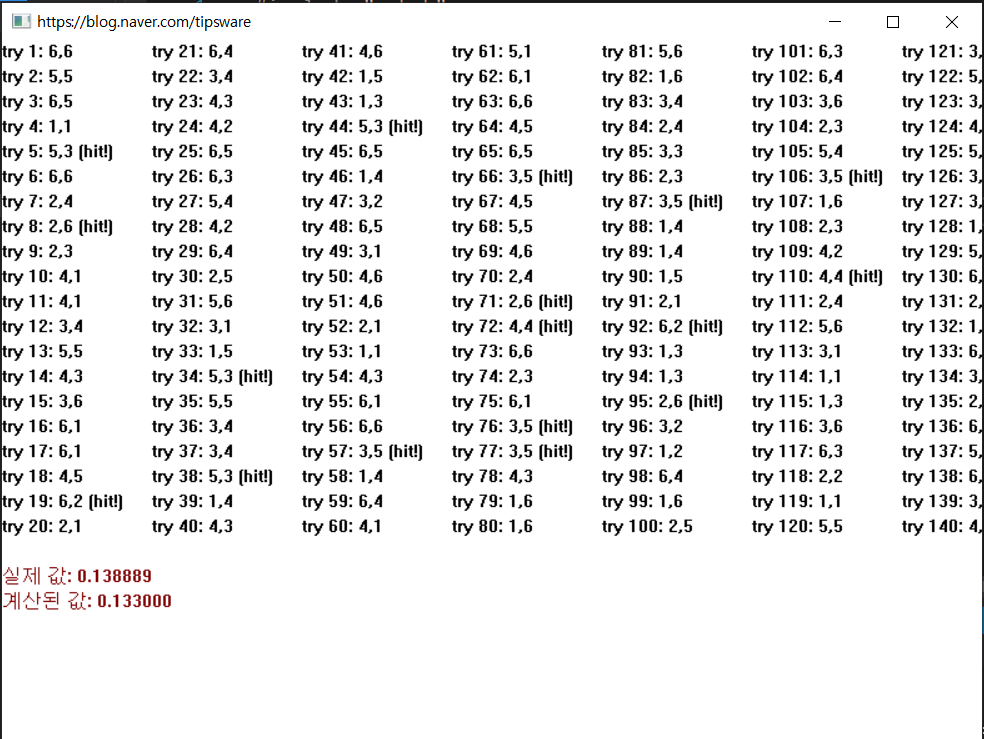 https://blog.naver.com/tipsware
try 1: 6,6 try 21: 6,4 try 41: 4,6 try 61: 5,1 try 81: 5,6 try 101: 6,3 try 121: 3,
try 2: 5,5 try 22: 3,4 try 42: 1,5 try 62: 6,1 try 82: 1,6 try 102: 6,4 try 122: 5,
try 3: 6,5 try 23: 4,3 try 43: 1,3 try 63: 6,6 try 83: 3,4 try 103: 3,6 try 123: 3,
try 4: 1,1 try 24: 4,2 try 44: 5,3 (hit!) try 64: 4,5 try 84: 2,4 try 104: 2,3 try 124: 4,
try 5: 5,3 (hit!) try 25: 6,5 try 45: 6,5 try 65: 6,5 try 85: 3,3 try 105: 5,4 try 125: 5,
try 6: 6,6 try 26: 6,3 try 46: 1,4 try 66: 3,5 (hit!) try 86: 2,3 try 106: 3,5 (hit!) try 126: 3,
try 7: 2,4 try 27: 5,4 try 47: 3,2 try 67: 4,5 try 87: 3,5 (hit!) try 107: 1,6 try 127: 3,
try 8: 2,6 (hit!) try 28: 4,2 try 48: 6,5 try 68: 5,5 try 88: 1,4 try 108: 2,3 try 128: 1,
try 9: 2,3 try 29: 6,4 try 49: 3,1 try 69: 4,6 try 89: 1,4 try 109: 4,2 try 129: 5,
try 10: 4,1 try 30: 2,5 try 50: 4,6 try 70: 2,4 try 90: 1,5 try 110: 4,4 (hit!) try 130: 6,
try 11: 4,1 try 31: 5,6 try 51: 4,6 try 71: 2,6 (hit!) try 91: 2,1 try 111: 2,4 try 131: 2,
try 12: 3,4 try 32: 3,1 try 52: 2,1 try 72: 4,4 (hit!) try 92: 6,2 (hit!) try 112: 5,6 try 132: 1,
try 13: 5,5 try 33: 1,5 try 53: 1,1 try 73: 6,6 try 93: 1,3 try 113: 3,1 try 133: 6,
try 14: 4,3 try 34: 5,3 (hit!) try 54: 4,3 try 74: 2,3 try 94: 1,3 try 114: 1,1 try 134: 3,
try 15: 3,6 try 35: 5,5 try 55: 6,1 try 75: 6,1 try 95: 2,6 (hit!) try 115: 1,3 try 135: 2,
try 16: 6,1 try 36: 3,4 try 56: 6,6 try 76: 3,5 (hit!) try 96: 3,2 try 116: 3,6 try 136: 6,
try 17: 6,1 try 37: 3,4 try 57: 3,5 (hit!) try 77: 3,5 (hit!) try 97: 1,2 try 117: 6,3 try 137: 5,
try 18: 4,5 try 38: 5,3 (hit!) try 58: 1,4 try 78: 4,3 try 98: 6,4 try 118: 2,2 try 138: 6,
try 19: 6,2 (hit!) try 39: 1,4 try 59: 6,4 try 79: 1,6 try 99: 1,6 try 119: 1,1 try 139: 3,
try 20: 2,1 try 40: 4,3 try 60: 4,1 try 80: 1,6 try 100: 2,5 try 120: 5,5 try 140: 4,
실제 값: 0.138889
계산된 값: 0.133000